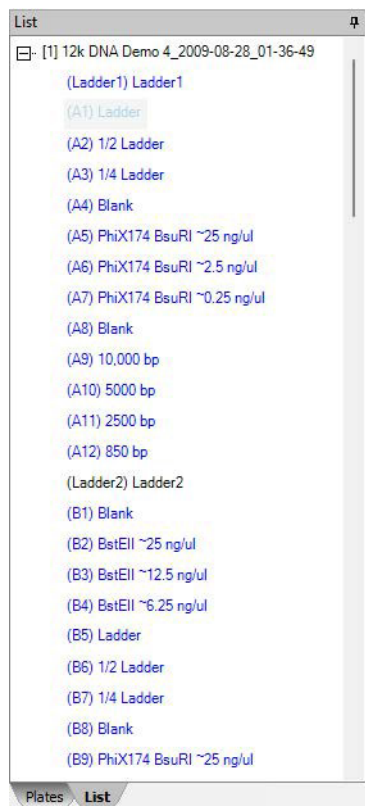 List
[1] 12k DNA Demo 4_2009-08-28_01-36-49
(Ladder1) Ladder1
(A1) Ladder
(A2) 1/2 Ladder
(A3) 1/4 Ladder
(A4) Blank
(A5) PhiX174 BsuRI ~25 ng/ul
(A6) PhiX174 BsuRI ~2.5 ng/ul
(A7) PhiX174 BsuRI ~0.25 ng/ul
(A8) Blank
(A9) 10,000 bp
(A10) 5000 bp
(A11) 2500 bp
(A12) 850 bp
(Ladder2) Ladder2
(B1) Blank
(B2) BstEII ~25 ng/ul
(B3) BstEII ~12.5 ng/ul
(B4) BstEII ~6.25 ng/ul
(B5) Ladder
(B6) 1/2 Ladder
(B7) 1/4 Ladder
(B8) Blank
(B9) PhiX174 BsuRI ~25 ng/ul
Plates List